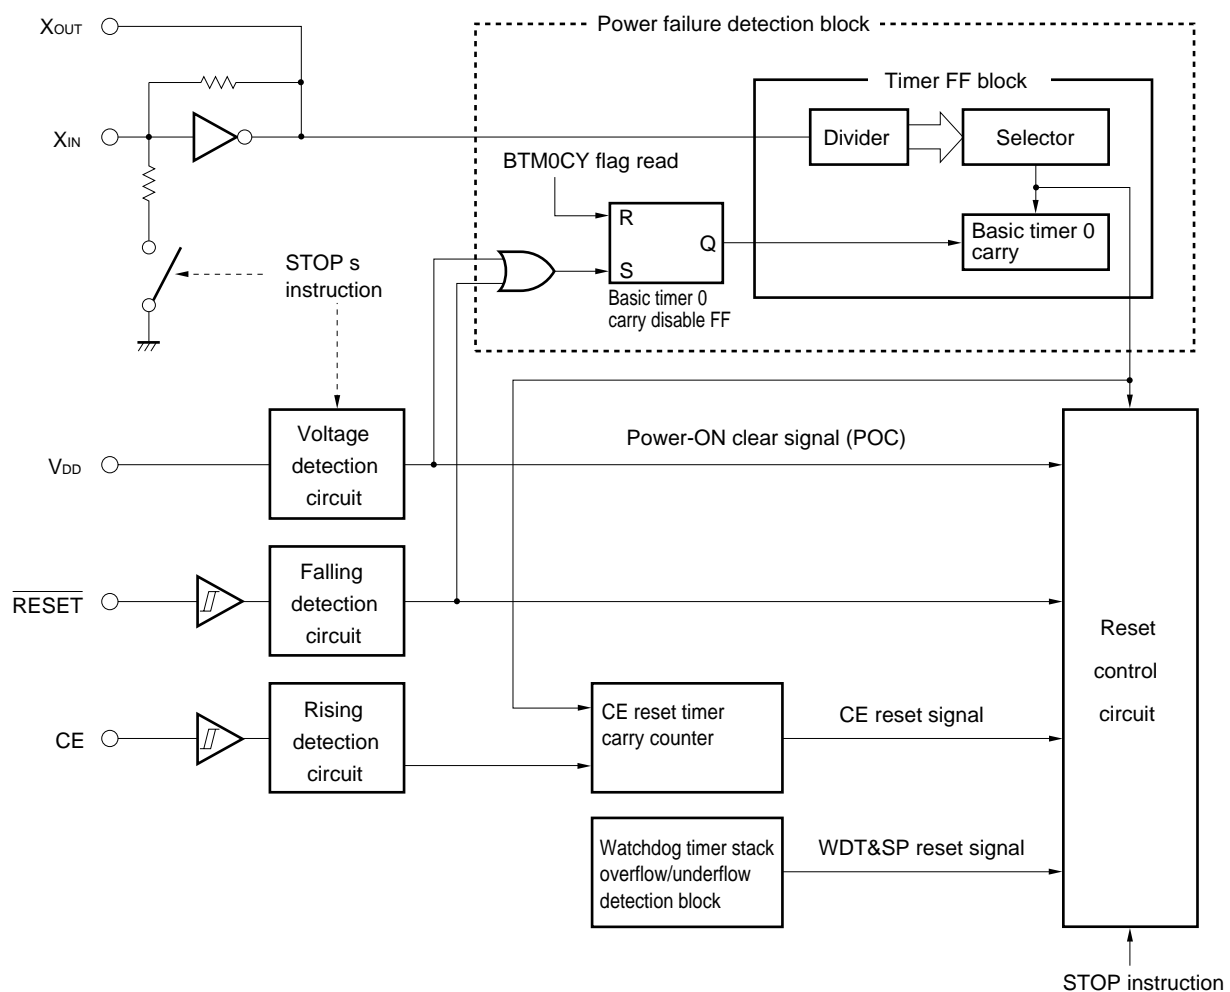 XOUT
Power failure detection block
Timer FF block
XIN
Divider
Selector
BTM0CY flag read
R
Q
S
Basic timer 0
carry
STOP s
instruction
Basic timer 0
carry disable FF
Voltage
detection
circuit
Power-ON clear signal (POC)
VDD
Falling
detection
circuit
RESET
Reset
control
circuit
Rising
detection
circuit
CE
CE reset timer
carry counter
CE reset signal
Watchdog timer stack
overflow/underflow
detection block
WDT&SP reset signal
STOP instruction